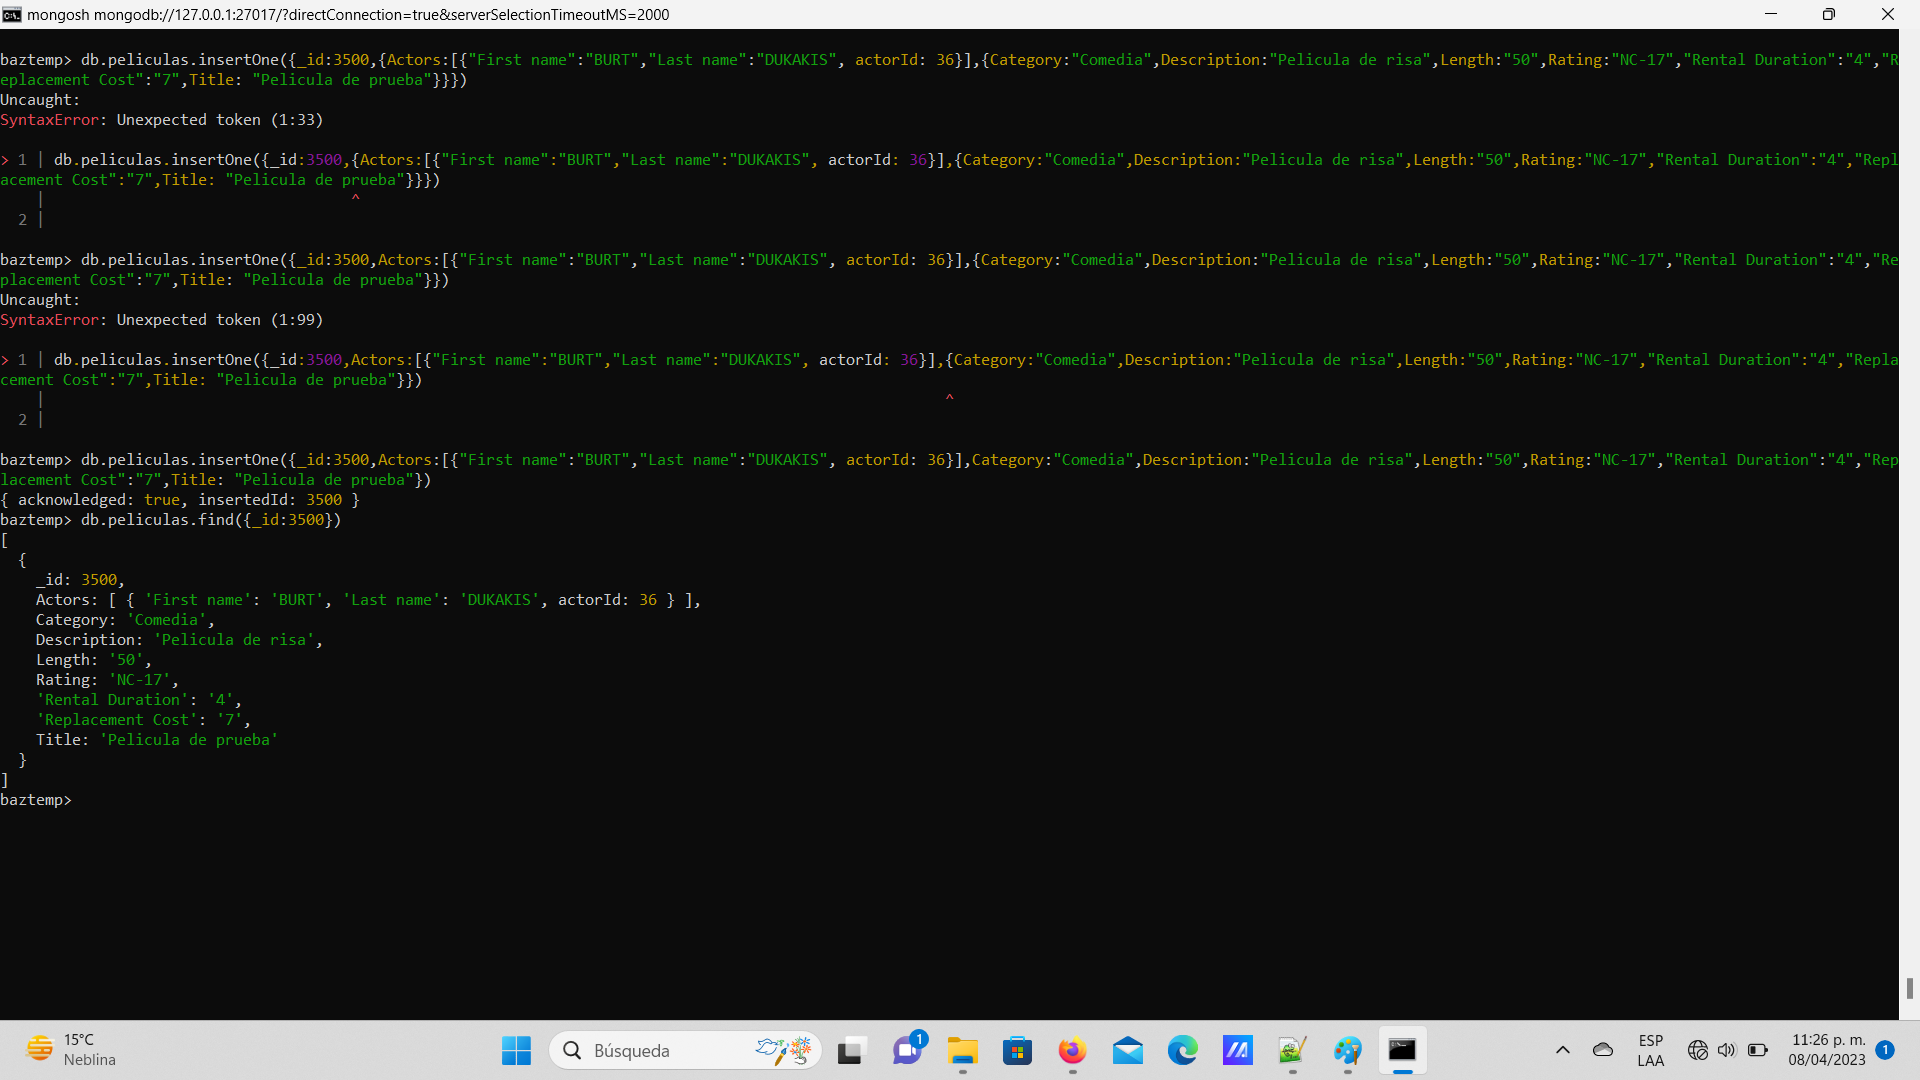 mongosh mongodb://127.0.0.1:27017/?directConnection=true&serverSelectionTimeoutMS=2000
baztemp> db.peliculas.insertOne({_id:3500,{Actors:[{"First name":"BURT","Last name":"DUKAKIS", actorId: 36}],{Category:"Comedia",Description:"Pelicula de risa",Length:"50",Rating:"NC-17","Rental Duration":"4","R
eplacement Cost":"7",Title: "Pelicula de prueba"}}})
Uncaught:
SyntaxError: Unexpected token (1:33)
> 1 | db.peliculas.insertOne({_id:3500,{Actors:[{"First name":"BURT","Last name":"DUKAKIS", actorId: 36}],{Category:"Comedia",Description:"Pelicula de risa",Length:"50",Rating:"NC-17","Rental Duration":"4","Repl
acement Cost":"7",Title: "Pelicula de prueba"}}})
|                                  ^
2 |
baztemp> db.peliculas.insertOne({_id:3500,Actors:[{"First name":"BURT","Last name":"DUKAKIS", actorId: 36}],{Category:"Comedia",Description:"Pelicula de risa",Length:"50",Rating:"NC-17","Rental Duration":"4","Re
placement Cost":"7",Title: "Pelicula de prueba"}})
Uncaught:
SyntaxError: Unexpected token (1:99)
> 1 | db.peliculas.insertOne({_id:3500,Actors:[{"First name":"BURT","Last name":"DUKAKIS", actorId: 36}],{Category:"Comedia",Description:"Pelicula de risa",Length:"50",Rating:"NC-17","Rental Duration":"4","Repla
cement Cost":"7",Title: "Pelicula de prueba"}})
|                                                                                                    ^
2 |
baztemp> db.peliculas.insertOne({_id:3500,Actors:[{"First name":"BURT","Last name":"DUKAKIS", actorId: 36}],Category:"Comedia",Description:"Pelicula de risa",Length:"50",Rating:"NC-17","Rental Duration":"4","Rep
lacement Cost":"7",Title: "Pelicula de prueba"})
{ acknowledged: true, insertedId: 3500 }
baztemp> db.peliculas.find({_id:3500})
[
{
_id: 3500,
Actors: [ { 'First name': 'BURT', 'Last name': 'DUKAKIS', actorId: 36 } ],
Category: 'Comedia',
Description: 'Pelicula de risa',
Length: '50',
Rating: 'NC-17',
'Rental Duration': '4',
'Replacement Cost': '7',
Title: 'Pelicula de prueba'
}
]
baztemp>
15°C
Neblina
Búsqueda
1
ESP
LAA
11:26 p. m.
08/04/2023
1